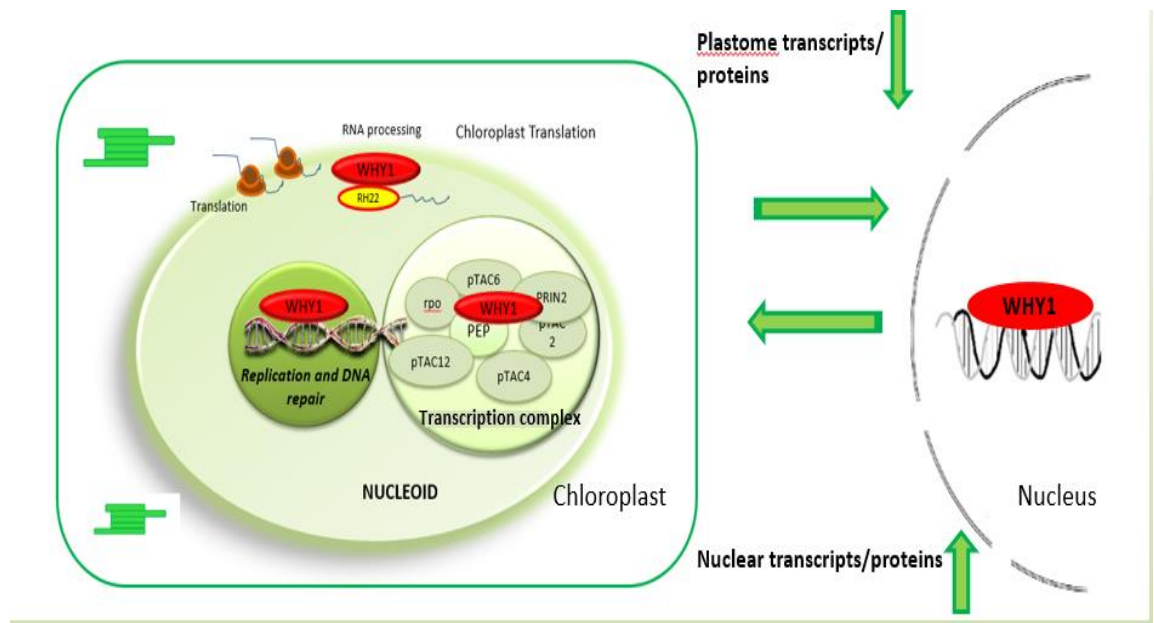 Plastome transcripts/
proteins
RNA processing
Chloroplast Translation
WHY1
RH22
Translation
pTAC6
rpo
WHY1
PRIN2
WHY1
PEP
pTAC
2
pTAC12
pTAC4
Replication and DNA
repair
Transcription complex
NUCLEOID
Chloroplast
WHY1
Nucleus
Nuclear transcripts/proteins